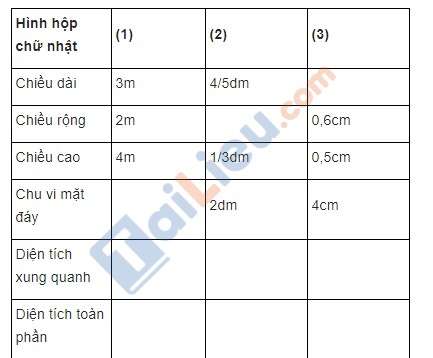 Hình hộp chữ nhật (1) (2) (3)
Chiều dài 3m 4/5dm
Chiều rộng 2m 0,6cm
Chiều cao 4m 1/3dm 0,5cm
Chu vi mặt đáy 2dm 4cm
Diện tích xung quanh
Diện tích toàn phần
TaiLieu.com